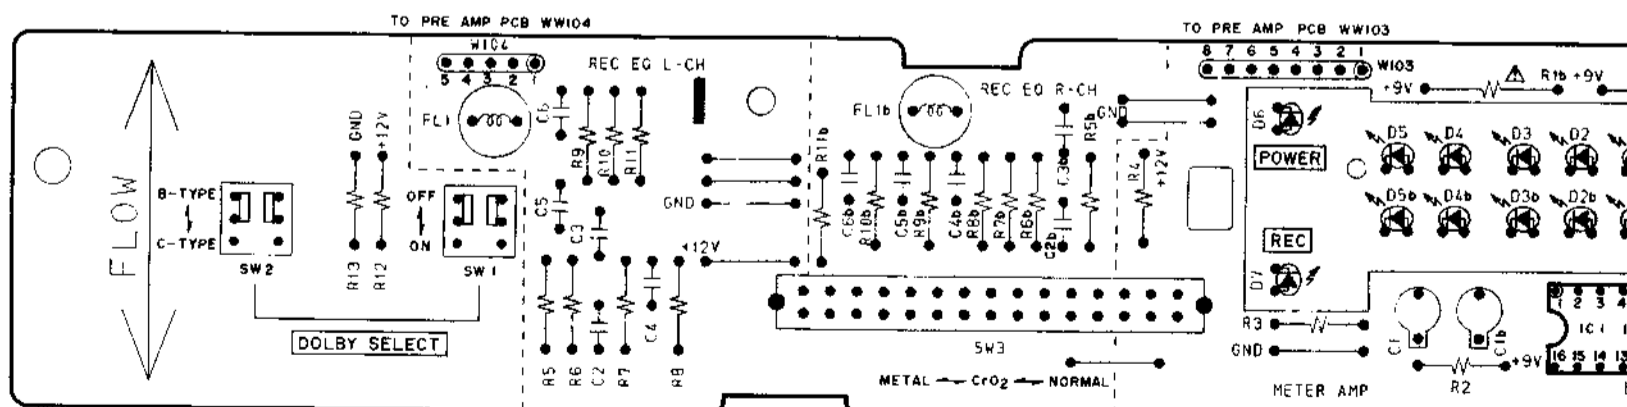 TO PRE AMP PCB WW104
TO PRE AMP PCB WW103
W104
5 4 3 2 1
REC EQ L-CH
8 7 6 5 4 3 2 1
W103
REC EQ R-CH
+9V
R1b +9V
FL1
C6
FL1b
GND
D6
POWER
D5 D4 D3 D2
GND
+12V
R9
R10
R11
R11b
C3b
R5b
R4
+12V
FLOW
B-TYPE
C-TYPE
SW2
OFF
ON
SW1
C5
C3
GND
C6b
R10b
C5b
R9b
C4b
R8b
R7b
R6b
C2b
D5b D4b D3b D2b
REC
R13
R12
+12V
D7
DOLBY SELECT
R5
R6
C2
R7
C4
R8
SW3
METAL CrO2 NORMAL
R3
GND
METER AMP
C1
C1b
R2
+9V
1 2 3 4
IC1
16 15 14 13